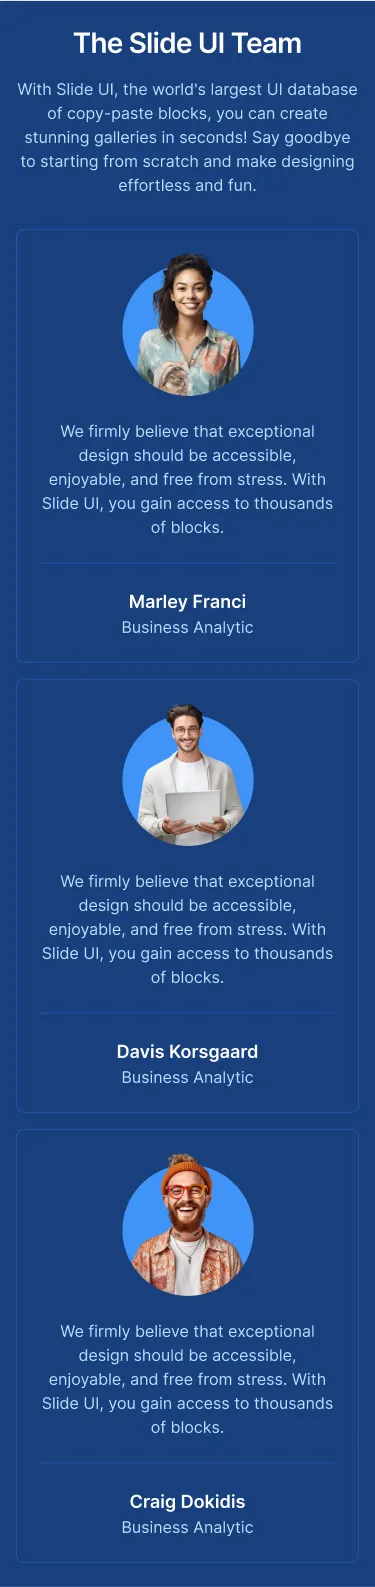 The Slide UI Team
With Slide UI, the world's largest UI database
of copy-paste blocks, you can create
stunning galleries in seconds! Say goodbye
to starting from scratch and make designing
effortless and fun.
We firmly believe that exceptional
design should be accessible,
enjoyable, and free from stress. With
Slide UI, you gain access to thousands
of blocks.
Marley Franci
Business Analytic
We firmly believe that exceptional
design should be accessible,
enjoyable, and free from stress. With
Slide UI, you gain access to thousands
of blocks.
Davis Korsgaard
Business Analytic
We firmly believe that exceptional
design should be accessible,
enjoyable, and free from stress. With
Slide UI, you gain access to thousands
of blocks.
Craig Dokidis
Business Analytic